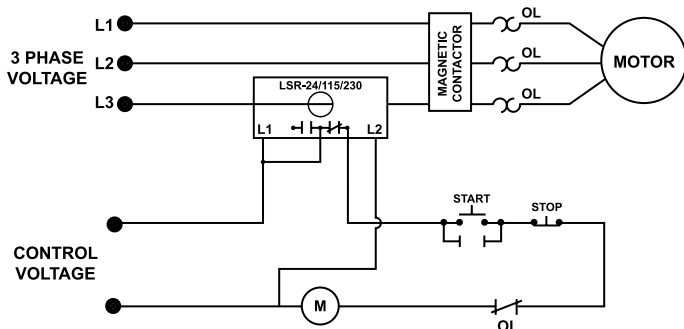 L1
OL
3 PHASE
VOLTAGE
L2
MAGNETIC
CONTACTOR
OL
MOTOR
L3
LSR-24/115/230
OL
L1
L2
START
STOP
CONTROL
VOLTAGE
M
OL